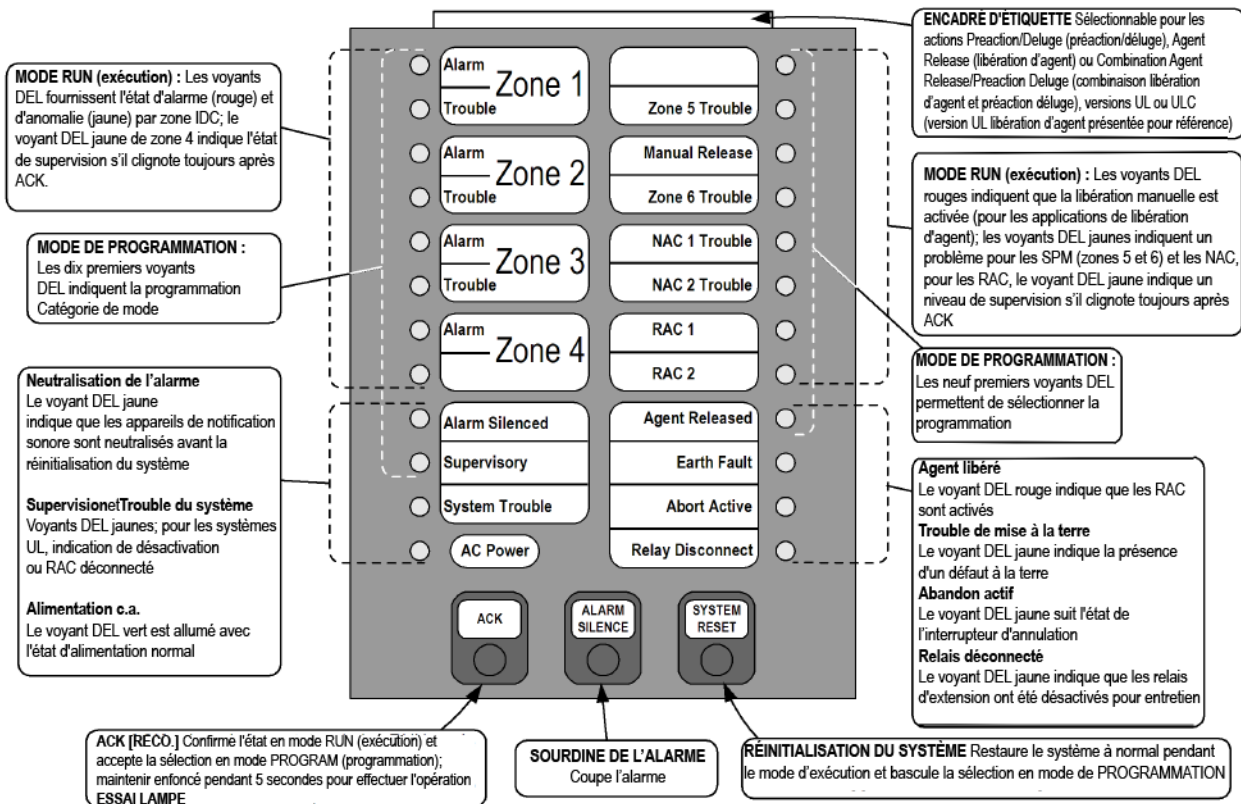 ENCADRÉ D'ÉTIQUETTE Sélectionnable pour les
actions Preaction/Deluge (préaction/déluge), Agent
Release (libération d'agent) ou Combination Agent
Release/Preaction Deluge (combinaison libération
d'agent et préaction déluge), versions UL ou ULC
(version UL libération d'agent présentée pour référence)
MODE RUN (exécution) : Les voyants
DEL fournissent l'état d'alarme (rouge) et
d'anomalie (jaune) par zone IDC; le
voyant DEL jaune de zone 4 indique l'état
de supervision s'il clignote toujours après
ACK.
MODE DE PROGRAMMATION :
Les dix premiers voyants
DEL indiquent la programmation
Catégorie de mode
Neutralisation de l'alarme
Le voyant DEL jaune
indique que les appareils de notification
sonore sont neutralisés avant la
réinitialisation du système
SupervisionetTrouble du système
Voyants DEL jaunes; pour les systèmes
UL, indication de désactivation
ou RAC déconnecté
Alimentation c.a.
Le voyant DEL vert est allumé avec
l'état d'alimentation normal
Alarm
Zone 1
Trouble
Alarm
Zone 2
Trouble
Alarm
Zone 3
Trouble
Alarm
Zone 4
Alarm Silenced
Supervisory
System Trouble
AC Power
Zone 5 Trouble
Manual Release
Zone 6 Trouble
NAC 1 Trouble
NAC 2 Trouble
RAC 1
RAC 2
Agent Released
Earth Fault
Abort Active
Relay Disconnect
ACK
ALARM
SILENCE
SYSTEM
RESET
MODE RUN (exécution) : Les voyants DEL
rouges indiquent que la libération manuelle est
activée (pour les applications de libération
d'agent); les voyants DEL jaunes indiquent un
problème pour les SPM (zones 5 et 6) et les NAC,
pour les RAC, le voyant DEL jaune indique un
niveau de supervision s'il clignote toujours après
ACK
MODE DE PROGRAMMATION :
Les neuf premiers voyants DEL
permettent de sélectionner la
programmation
Agent libéré
Le voyant DEL rouge indique que les RAC
sont activés
Trouble de mise à la terre
Le voyant DEL jaune indique la présence
d'un défaut à la terre
Abandon actif
Le voyant DEL jaune suit l'état de
l'interrupteur d'annulation
Relais déconnecté
Le voyant DEL jaune indique que les relais
d'extension ont été désactivés pour entretien
ACK [RÉCO.] Confirme l'état en mode RUN (exécution) et
accepte la sélection en mode PROGRAM (programmation);
maintenir enfoncé pendant 5 secondes pour effectuer l'opération
ESSAI LAMPE
SOURDINE DE L'ALARME
Coupe l'alarme
RÉINITIALISATION DU SYSTÈME Restaure le système à normal pendant
le mode d'exécution et bascule la sélection en mode de PROGRAMMATION